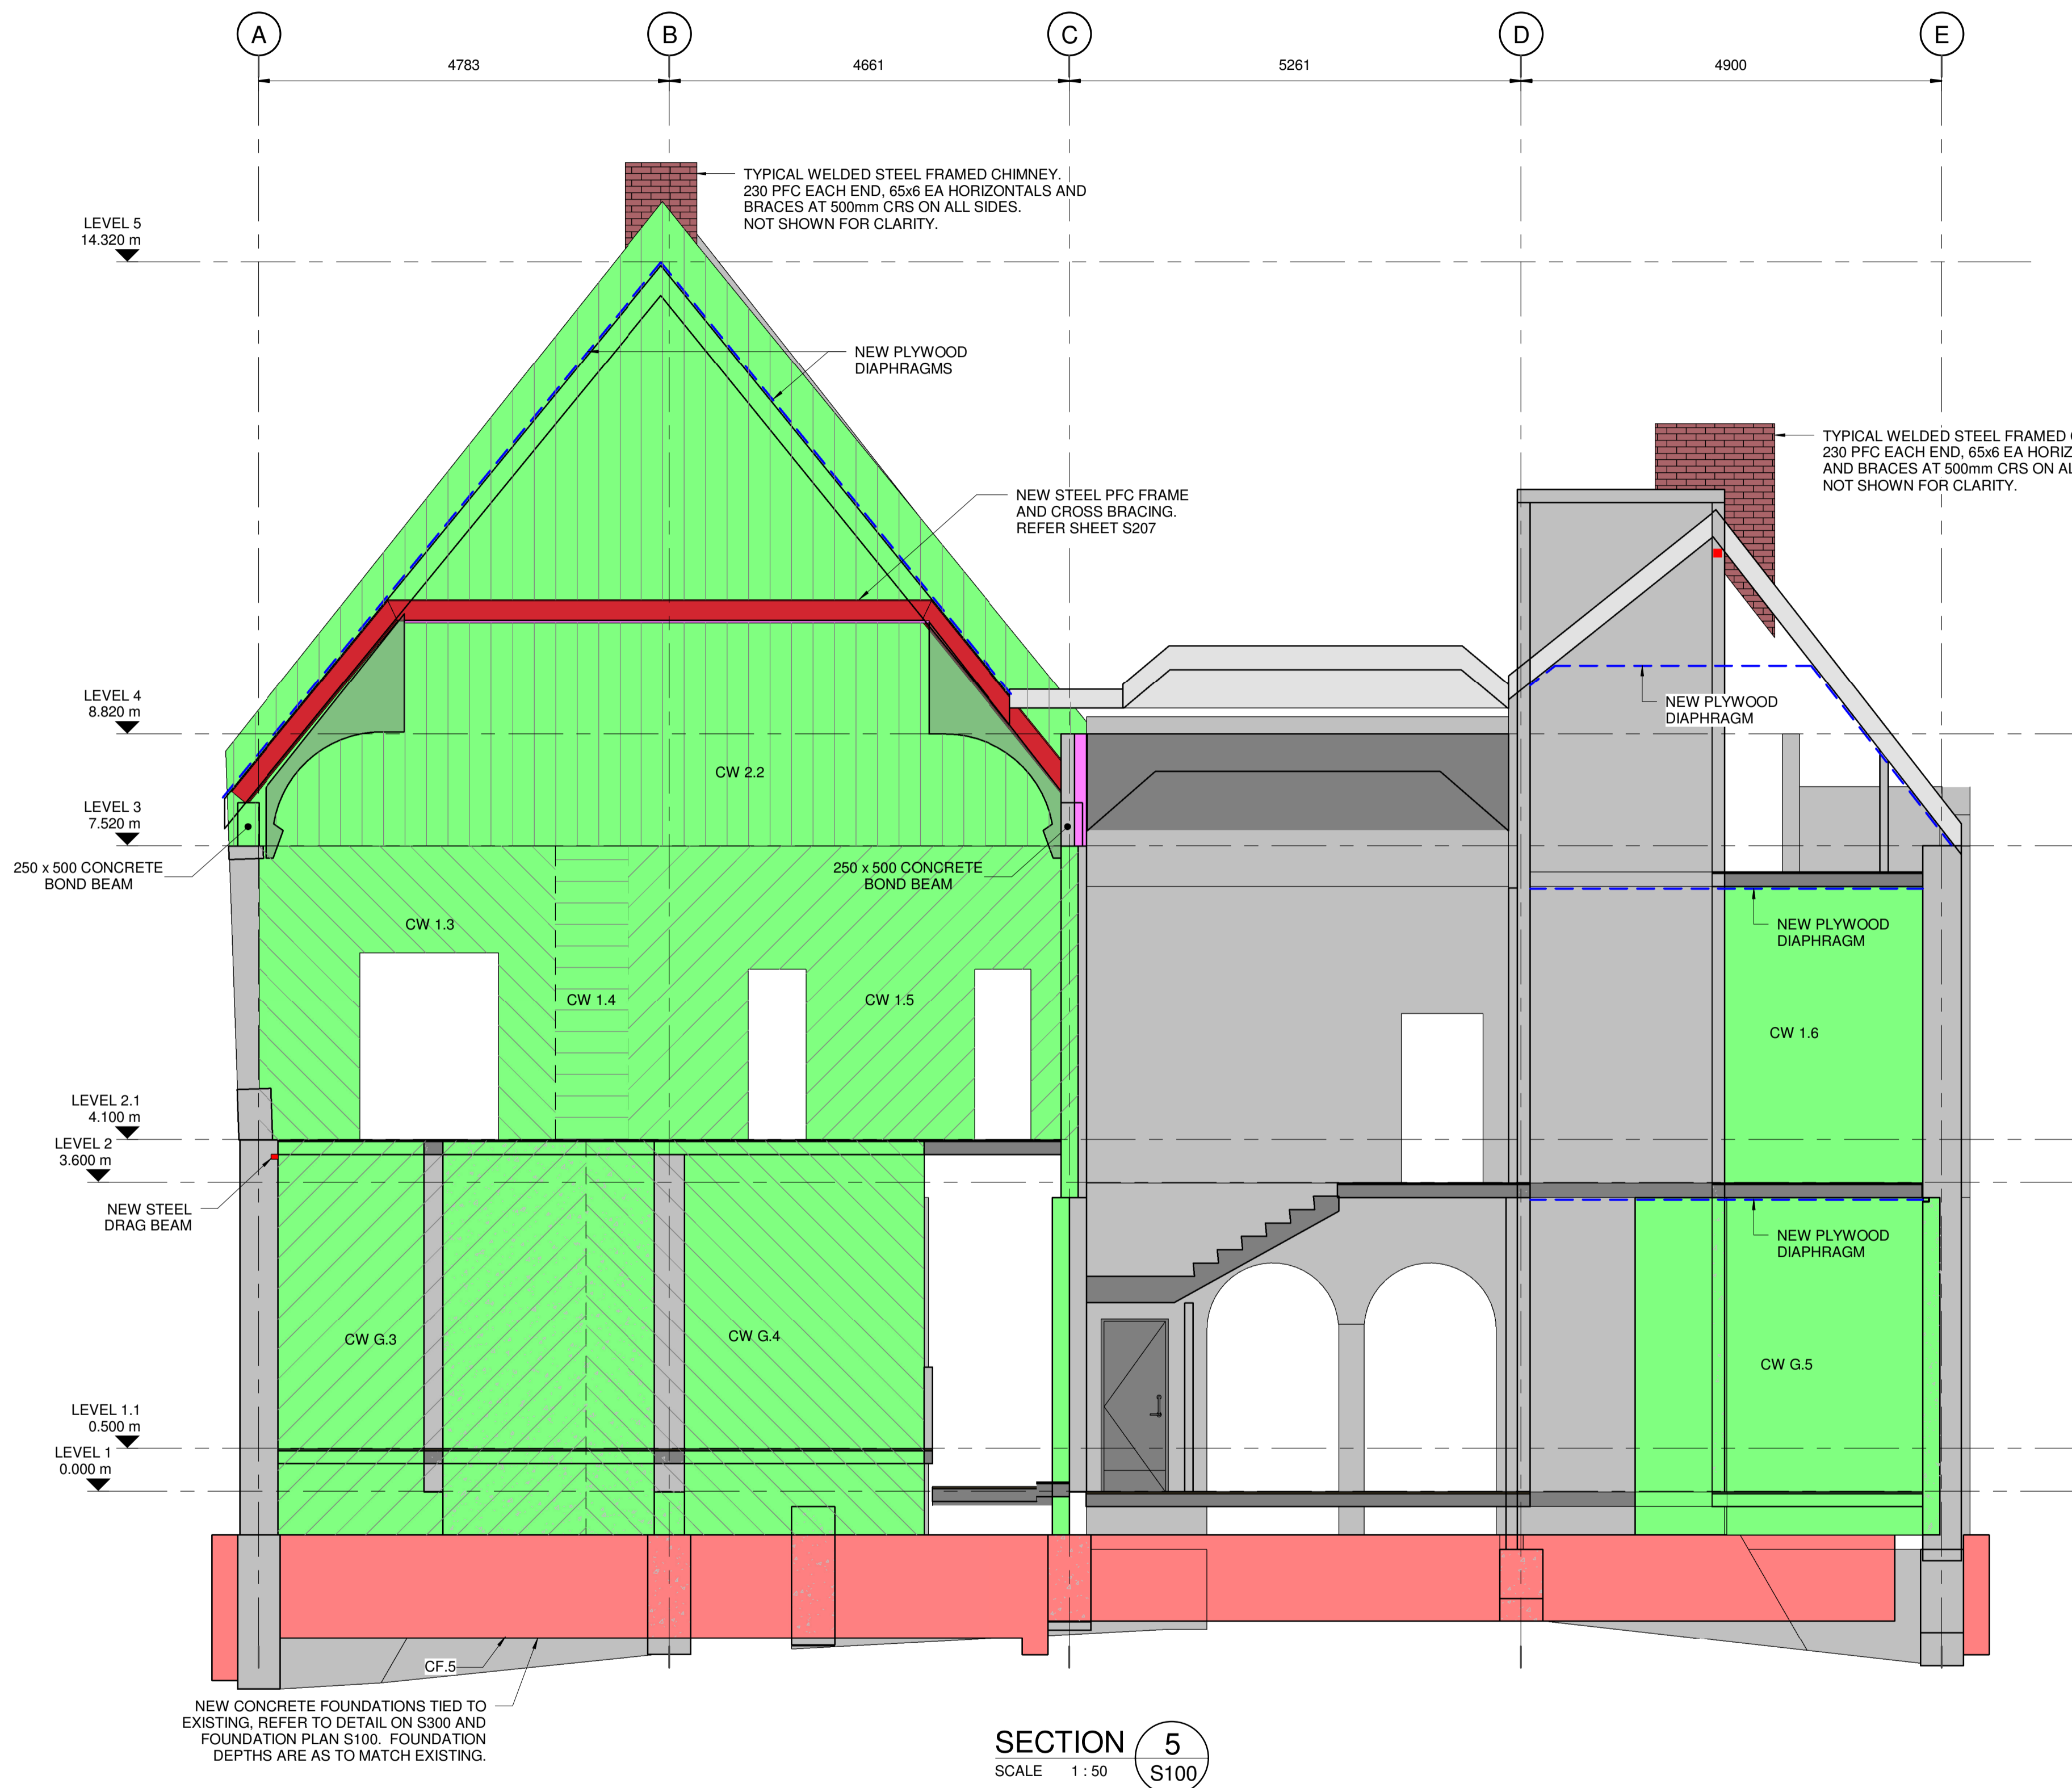 A
B
C
D
E
4783
4661
5261
4900
TYPICAL WELDED STEEL FRAMED CHIMNEY.
230 PFC EACH END, 65x6 EA HORIZONTALS AND
BRACES AT 500mm CRS ON ALL SIDES.
NOT SHOWN FOR CLARITY.
LEVEL 5
14.320 m
NEW PLYWOOD
DIAPHRAGMS
TYPICAL WELDED STEEL FRAMED
230 PFC EACH END, 65x6 EA HORIZ
AND BRACES AT 500mm CRS ON AL
NOT SHOWN FOR CLARITY.
NEW STEEL PFC FRAME
AND CROSS BRACING.
REFER SHEET S207
LEVEL 4
8.820 m
NEW PLYWOOD
DIAPHRAGM
CW 2.2
LEVEL 3
7.520 m
250 x 500 CONCRETE
BOND BEAM
250 x 500 CONCRETE
BOND BEAM
CW 1.3
NEW PLYWOOD
DIAPHRAGM
CW 1.4
CW 1.5
CW 1.6
LEVEL 2.1
4.100 m
LEVEL 2
3.600 m
NEW STEEL
DRAG BEAM
NEW PLYWOOD
DIAPHRAGM
CW G.3
CW G.4
CW G.5
LEVEL 1.1
0.500 m
LEVEL 1
0.000 m
CF.5
NEW CONCRETE FOUNDATIONS TIED TO
EXISTING, REFER TO DETAIL ON S300 AND
FOUNDATION PLAN S100. FOUNDATION
DEPTHS ARE AS TO MATCH EXISTING.
SECTION
5
SCALE 1 : 50
S100